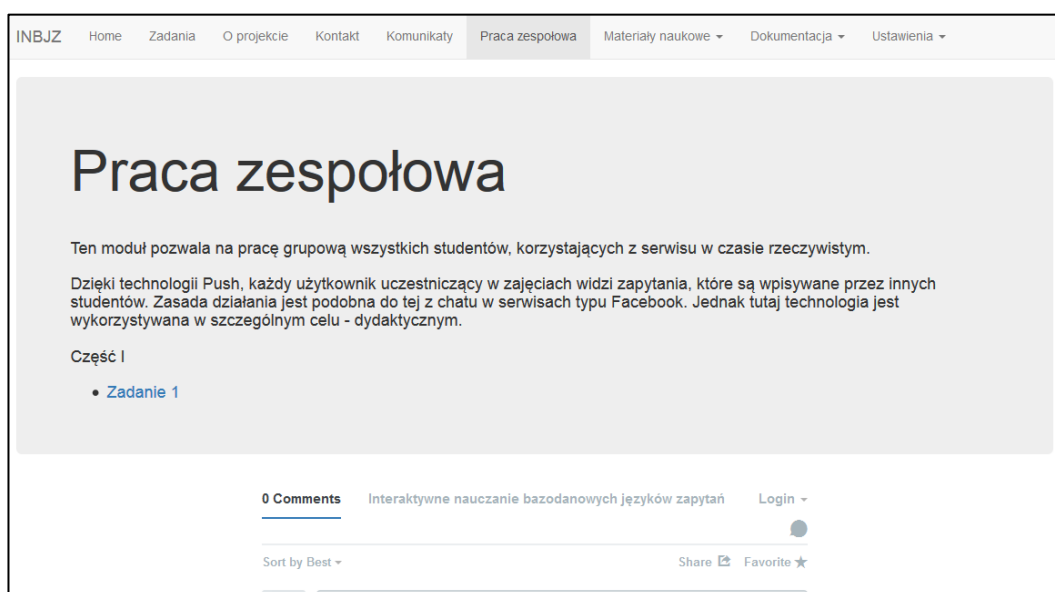 INBJZ Home Zadania O projekcie Kontakt Komunikaty Praca zespołowa Materiały naukowe Dokumentacja Ustawienia
Praca zespołowa
Ten moduł pozwala na pracę grupową wszystkich studentów, korzystających z serwisu w czasie rzeczywistym.
Dzięki technologii Push, każdy użytkownik uczestniczący w zajęciach widzi zapytania, które są wpisywane przez innych
studentów. Zasada działania jest podobna do tej z chatu w serwisach typu Facebook. Jednak tutaj technologia jest
wykorzystywana w szczególnym celu - dydaktycznym.
Część I
• Zadanie 1
0 Comments Interaktywne nauczanie bazodanowych języków zapytań Login
Sort by Best Share Favorite